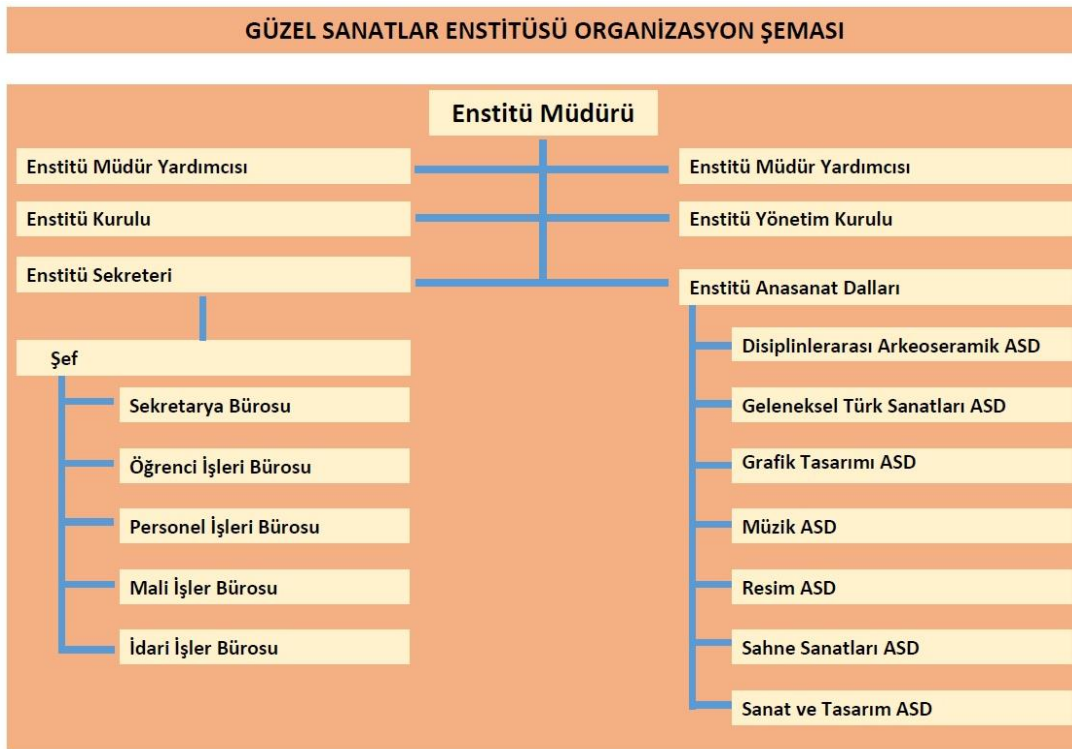 GÜZEL SANATLAR ENSTİTÜSÜ ORGANİZASYON ŞEMASI
Enstitü Müdürü
Enstitü Müdür Yardımcısı
Enstitü Müdür Yardımcısı
Enstitü Kurulu
Enstitü Yönetim Kurulu
Enstitü Sekreteri
Enstitü Anasanat Dalları
Şef
Sekretarya Bürosu
Öğrenci İşleri Bürosu
Personel İşleri Bürosu
Mali İşler Bürosu
İdari İşler Bürosu
Disiplinlerarası Arkeoseramik ASD
Geleneksel Türk Sanatları ASD
Grafik Tasarımı ASD
Müzik ASD
Resim ASD
Sahne Sanatları ASD
Sanat ve Tasarım ASD